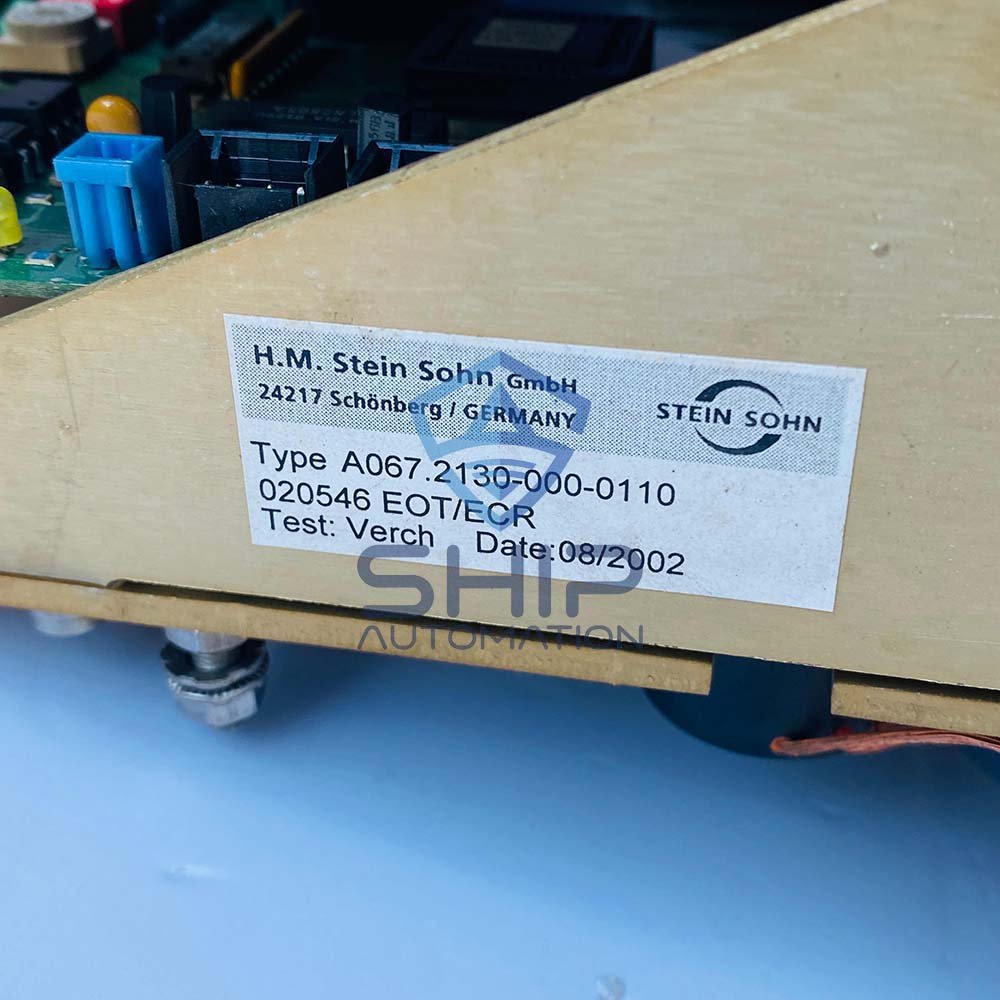 H.M. Stein Sohn GmbH
24217 Schönberg / GERMANY
STEIN SOHN
Type A067.2130-000-0110
020546 EOT/ECR
Test: Verch Date:08/2002
SHIP
AUTOMATION